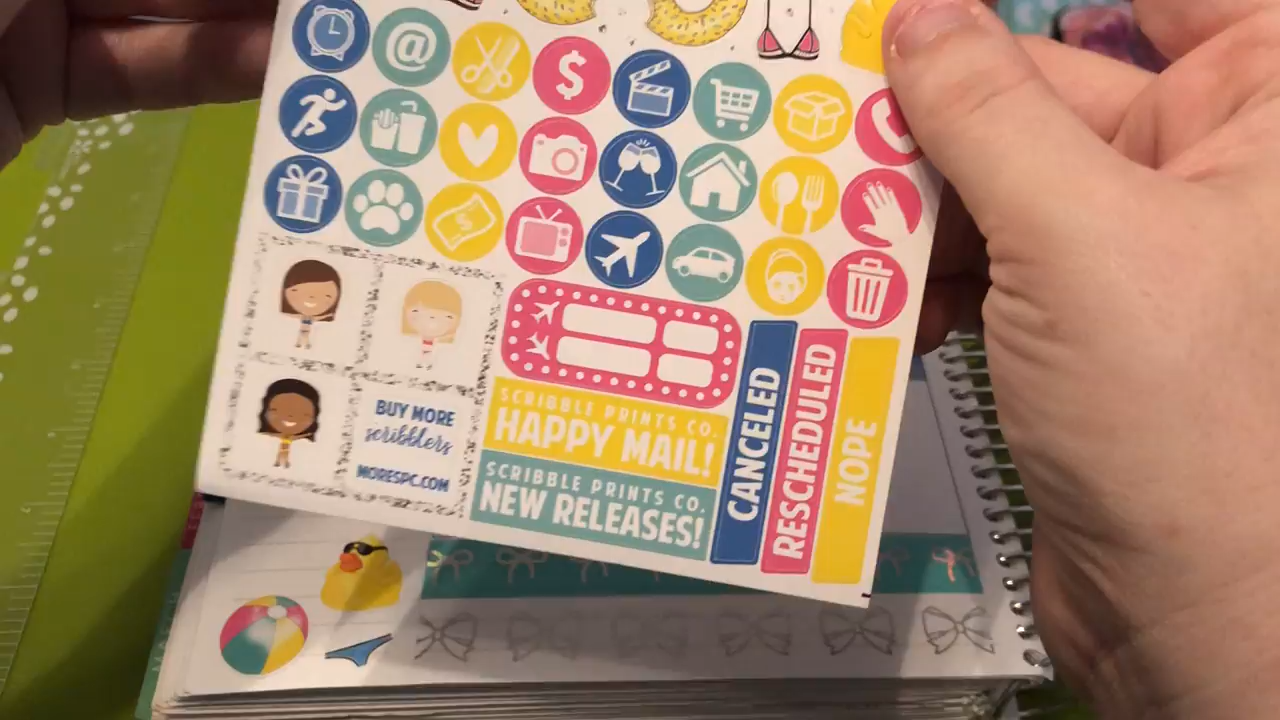 @
$
$
BUY MORE
scribblers
MORESPC.COM
SCRIBBLE PRINTS CO.
HAPPY MAIL!
SCRIBBLE PRINTS CO.
NEW RELEASES!
CANCELED
RESCHEDULED
NOPE